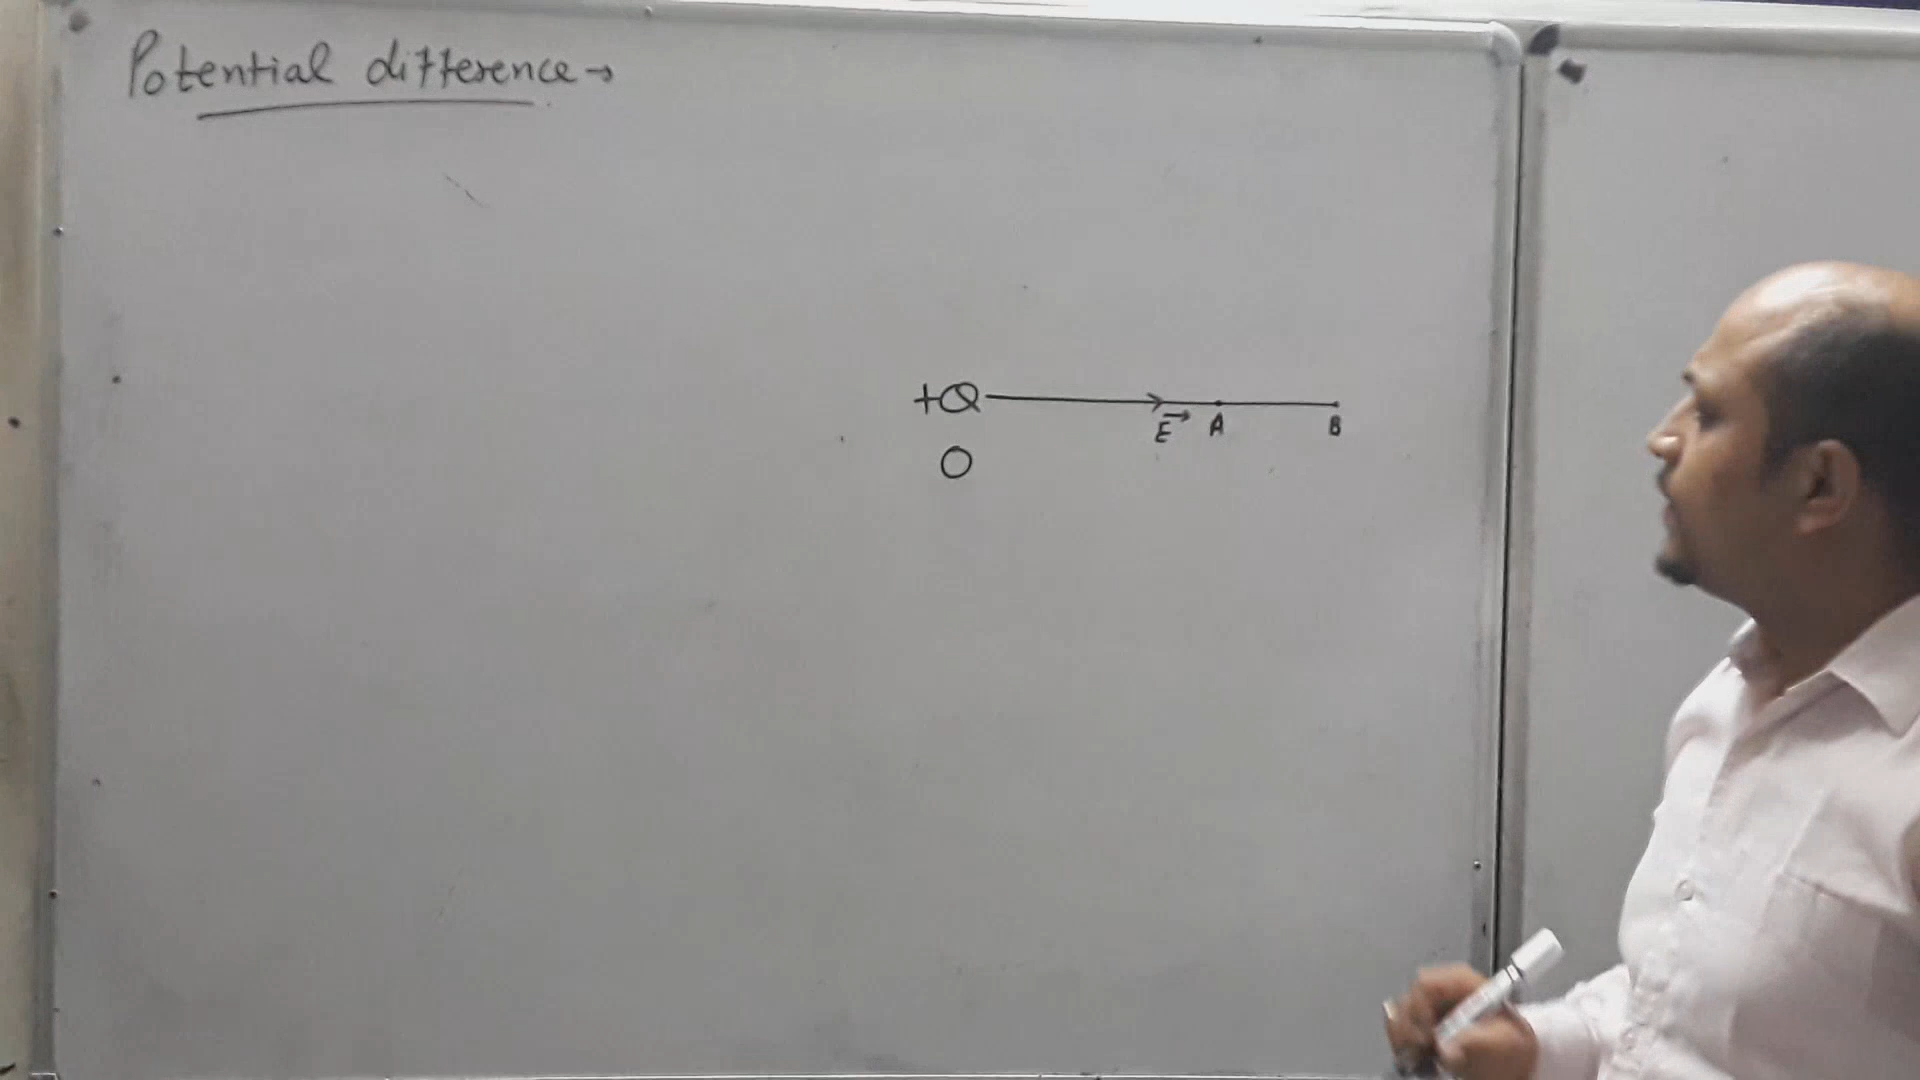 Potential difference→
+Q E→ A B
O